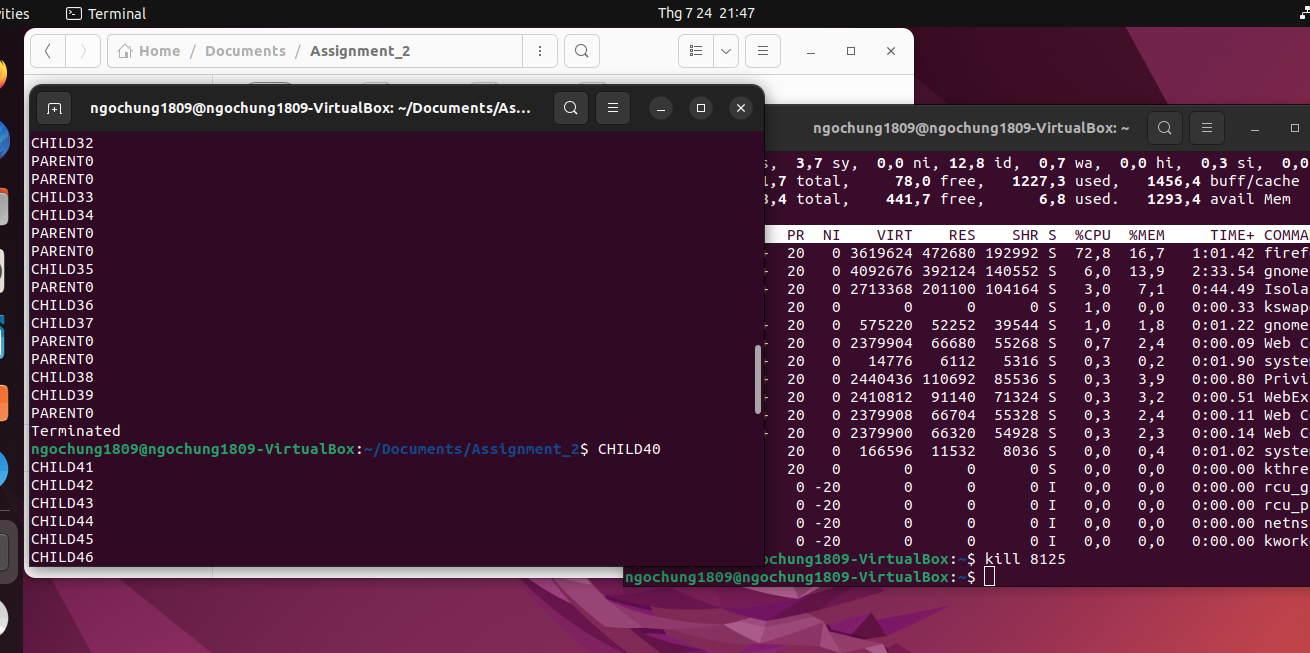 ities Terminal Thg 7 24 21:47
Home / Documents / Assignment_2
ngochung1809@ngochung1809-VirtualBox: ~/Documents/As...
CHILD32
PARENT0
PARENT0
CHILD33
CHILD34
PARENT0
PARENT0
CHILD35
PARENT0
CHILD36
CHILD37
PARENT0
PARENT0
CHILD38
CHILD39
PARENT0
Terminated
ngochung1809@ngochung1809-VirtualBox:~/Documents/Assignment_2$ CHILD40
CHILD41
CHILD42
CHILD43
CHILD44
CHILD45
CHILD46
ngochung1809@ngochung1809-VirtualBox: ~
s, 3,7 sy, 0,0 ni, 12,8 id, 0,7 wa, 0,0 hi, 0,3 si, 0,0
1,7 total, 78,0 free, 1227,3 used, 1456,4 buff/cache
3,4 total, 441,7 free, 6,8 used. 1293,4 avail Mem
PR NI VIRT RES SHR S %CPU %MEM TIME+ COMMA
20 0 3619624 472680 192992 S 72,8 16,7 1:01.42 firef
20 0 4092676 392124 140552 S 6,0 13,9 2:33.54 gnome
20 0 2713368 201100 104164 S 3,0 7,1 0:44.49 Isola
20 0 0 0 0 S 1,0 0,0 0:00.33 kswap
20 0 575220 52252 39544 S 1,0 1,8 0:01.22 gnome
20 0 2379904 66680 55268 S 0,7 2,4 0:00.09 Web C
20 0 14776 6112 5316 S 0,3 0,2 0:01.90 system
20 0 2440436 110692 85536 S 0,3 3,9 0:00.80 Privi
20 0 2410812 91140 71324 S 0,3 3,2 0:00.51 WebEx
20 0 2379908 66704 55328 S 0,3 2,4 0:00.11 Web C
20 0 2379900 66320 54928 S 0,3 2,3 0:00.14 Web C
20 0 166596 11532 8036 S 0,0 0,4 0:01.02 system
20 0 0 0 0 S 0,0 0,0 0:00.00 kthre
0 -20 0 0 0 I 0,0 0,0 0:00.00 rcu_g
0 -20 0 0 0 I 0,0 0,0 0:00.00 rcu_p
0 -20 0 0 0 I 0,0 0,0 0:00.00 netns
0 -20 0 0 0 I 0,0 0,0 0:00.00 kwork
ochung1809-VirtualBox:~$ kill 8125
ngochung1809@ngochung1809-VirtualBox:~$